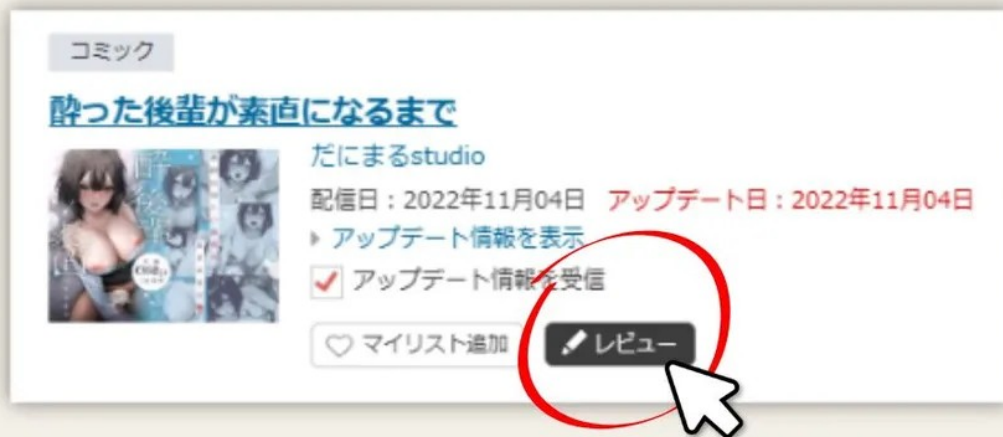 コミック
酔った後輩が素直になるまで
だにまるstudio
配信日：2022年11月04日 アップデート日：2022年11月04日
アップデート情報を表示
アップデート情報を受信
マイリスト追加 レビュー